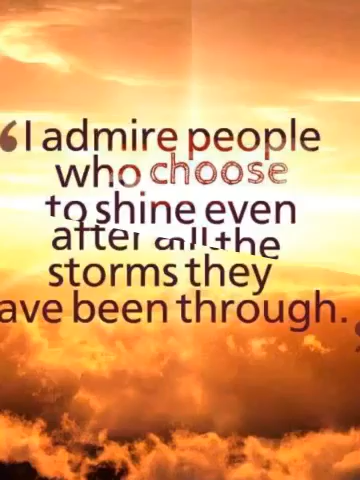 ‘I admire people
who choose
to shine even
after all the
storms they
ave been through.